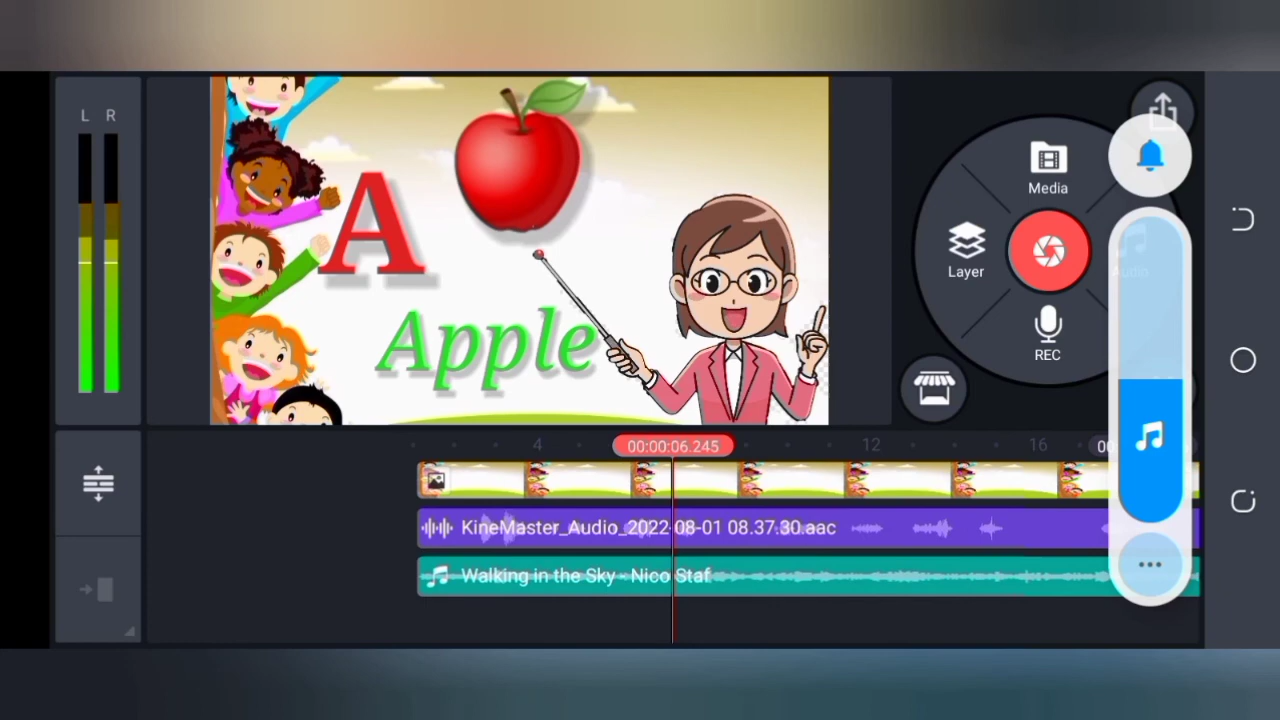 L R
A
Apple
Media
Layer
Audio
REC
4
00:00:06.245
12
16
00
KineMaster_Audio_2022-08-01 08.37.30.aac
Walking in the Sky - Nico Staf